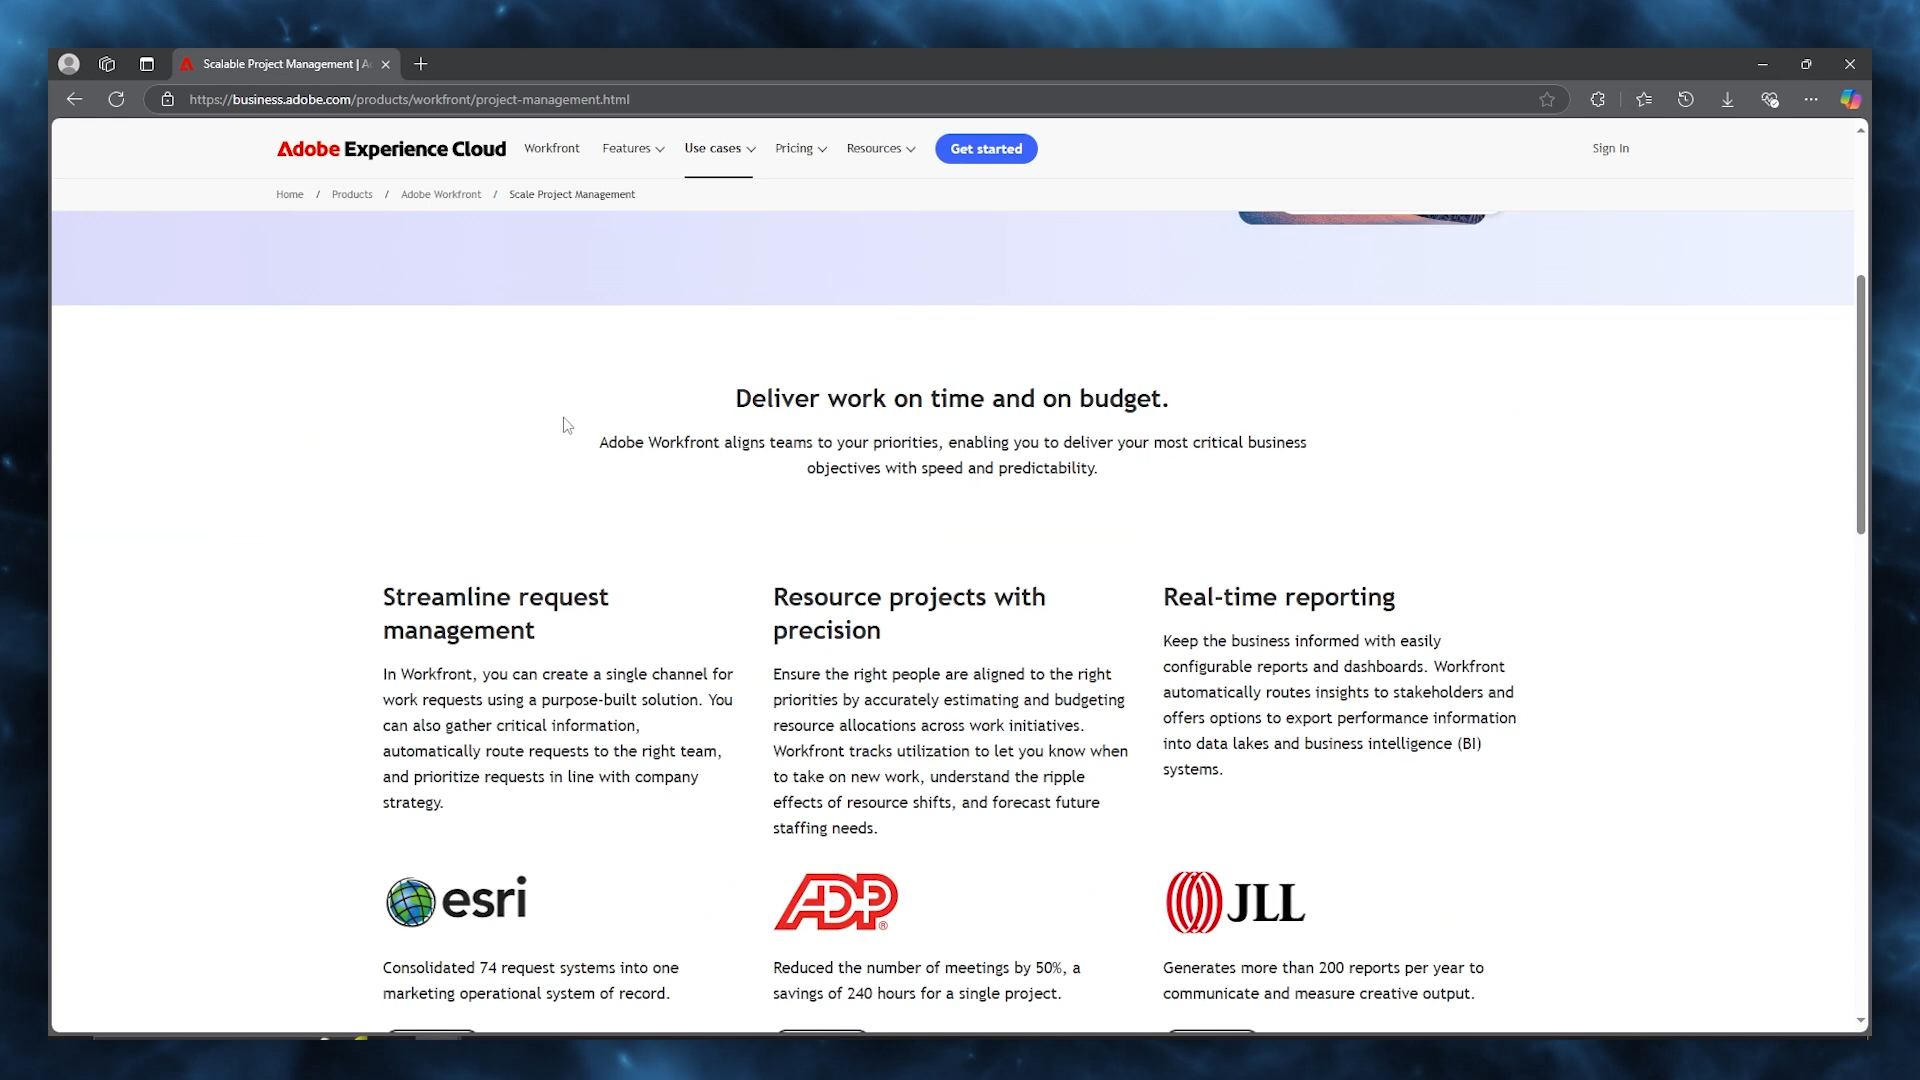 Scalable Project Management | A
https://business.adobe.com/products/workfront/project-management.html
Adobe Experience Cloud Workfront Features Use cases Pricing Resources Get started Sign In
Home / Products / Adobe Workfront / Scale Project Management
Deliver work on time and on budget.
Adobe Workfront aligns teams to your priorities, enabling you to deliver your most critical business
objectives with speed and predictability.
Streamline request
management
In Workfront, you can create a single channel for
work requests using a purpose-built solution. You
can also gather critical information,
automatically route requests to the right team,
and prioritize requests in line with company
strategy.
esri
Consolidated 74 request systems into one
marketing operational system of record.
Resource projects with
precision
Ensure the right people are aligned to the right
priorities by accurately estimating and budgeting
resource allocations across work initiatives.
Workfront tracks utilization to let you know when
to take on new work, understand the ripple
effects of resource shifts, and forecast future
staffing needs.
ADP®
Reduced the number of meetings by 50%, a
savings of 240 hours for a single project.
Real-time reporting
Keep the business informed with easily
configurable reports and dashboards. Workfront
automatically routes insights to stakeholders and
offers options to export performance information
into data lakes and business intelligence (BI)
systems.
JLL
Generates more than 200 reports per year to
communicate and measure creative output.